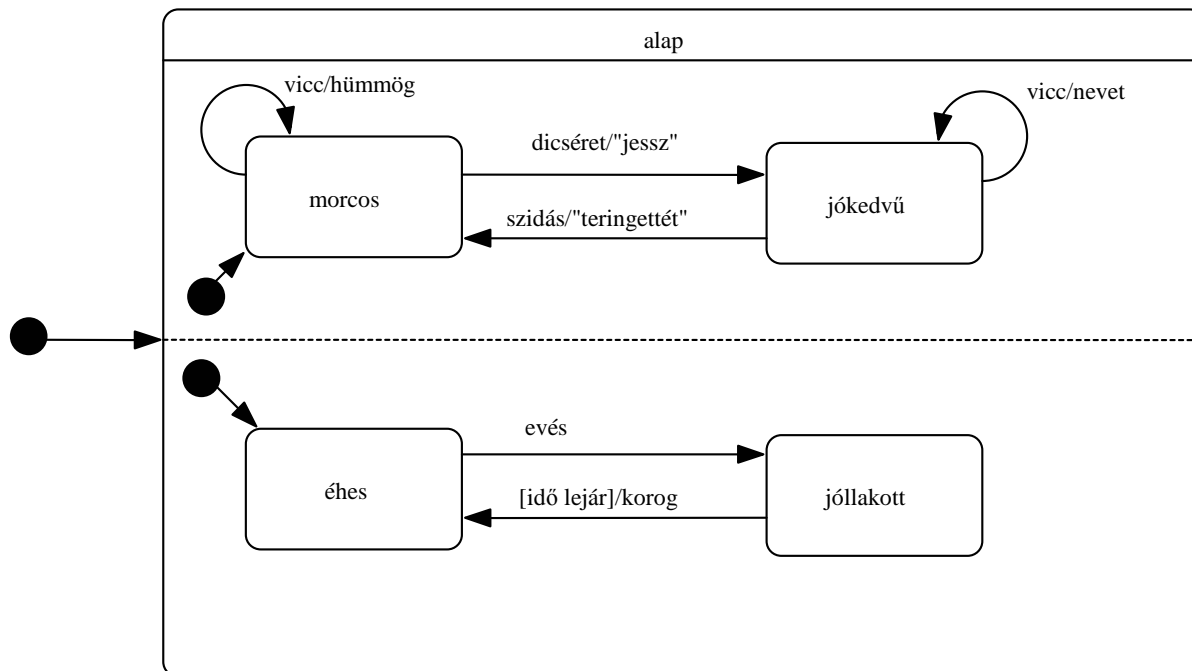 alap
vicc/hümmög
vicc/nevet
dicséret/"jessz"
morcos
jókedvű
szidás/"teringettét"
evés
éhes
[idő lejár]/korog
jóllakott